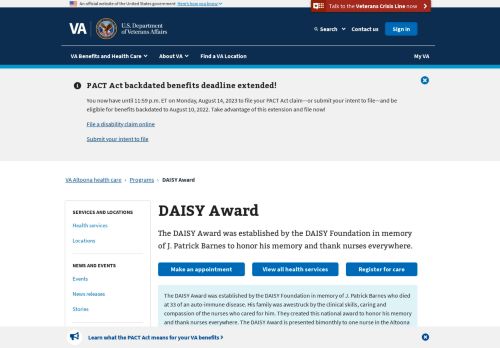 An official website of the United States government Here's how you know
Talk to the Veterans Crisis Line now
VA
U.S. Department
of Veterans Affairs
Search
Contact us
Sign in
VA Benefits and Health Care
About VA
Find a VA Location
My VA
PACT Act backdated benefits deadline extended!
You now have until 11:59 p.m. ET on Monday, August 14, 2023 to file your PACT Act claim—or submit your intent to file—and
be eligible for benefits backdated to August 10, 2022. Take advantage of this extension and file now!
File a disability claim online
Submit your intent to file
VA Altoona health care › Programs › DAISY Award
SERVICES AND LOCATIONS
Health services
Locations
NEWS AND EVENTS
Events
News releases
Stories
DAISY Award
The DAISY Award was established by the DAISY Foundation in memory
of J. Patrick Barnes to honor his memory and thank nurses everywhere.
Make an appointment
View all health services
Register for care
The DAISY Award was established by the DAISY Foundation in memory of J. Patrick Barnes who died
at 33 of an auto-immune disease. His family was awestruck by the clinical skills, caring and
compassion of the nurses who cared for him. They created this national award to honor his memory
and thank nurses everywhere. The DAISY Award is presented bimonthly to one nurse in the Altoona
Learn what the PACT Act means for your VA benefits